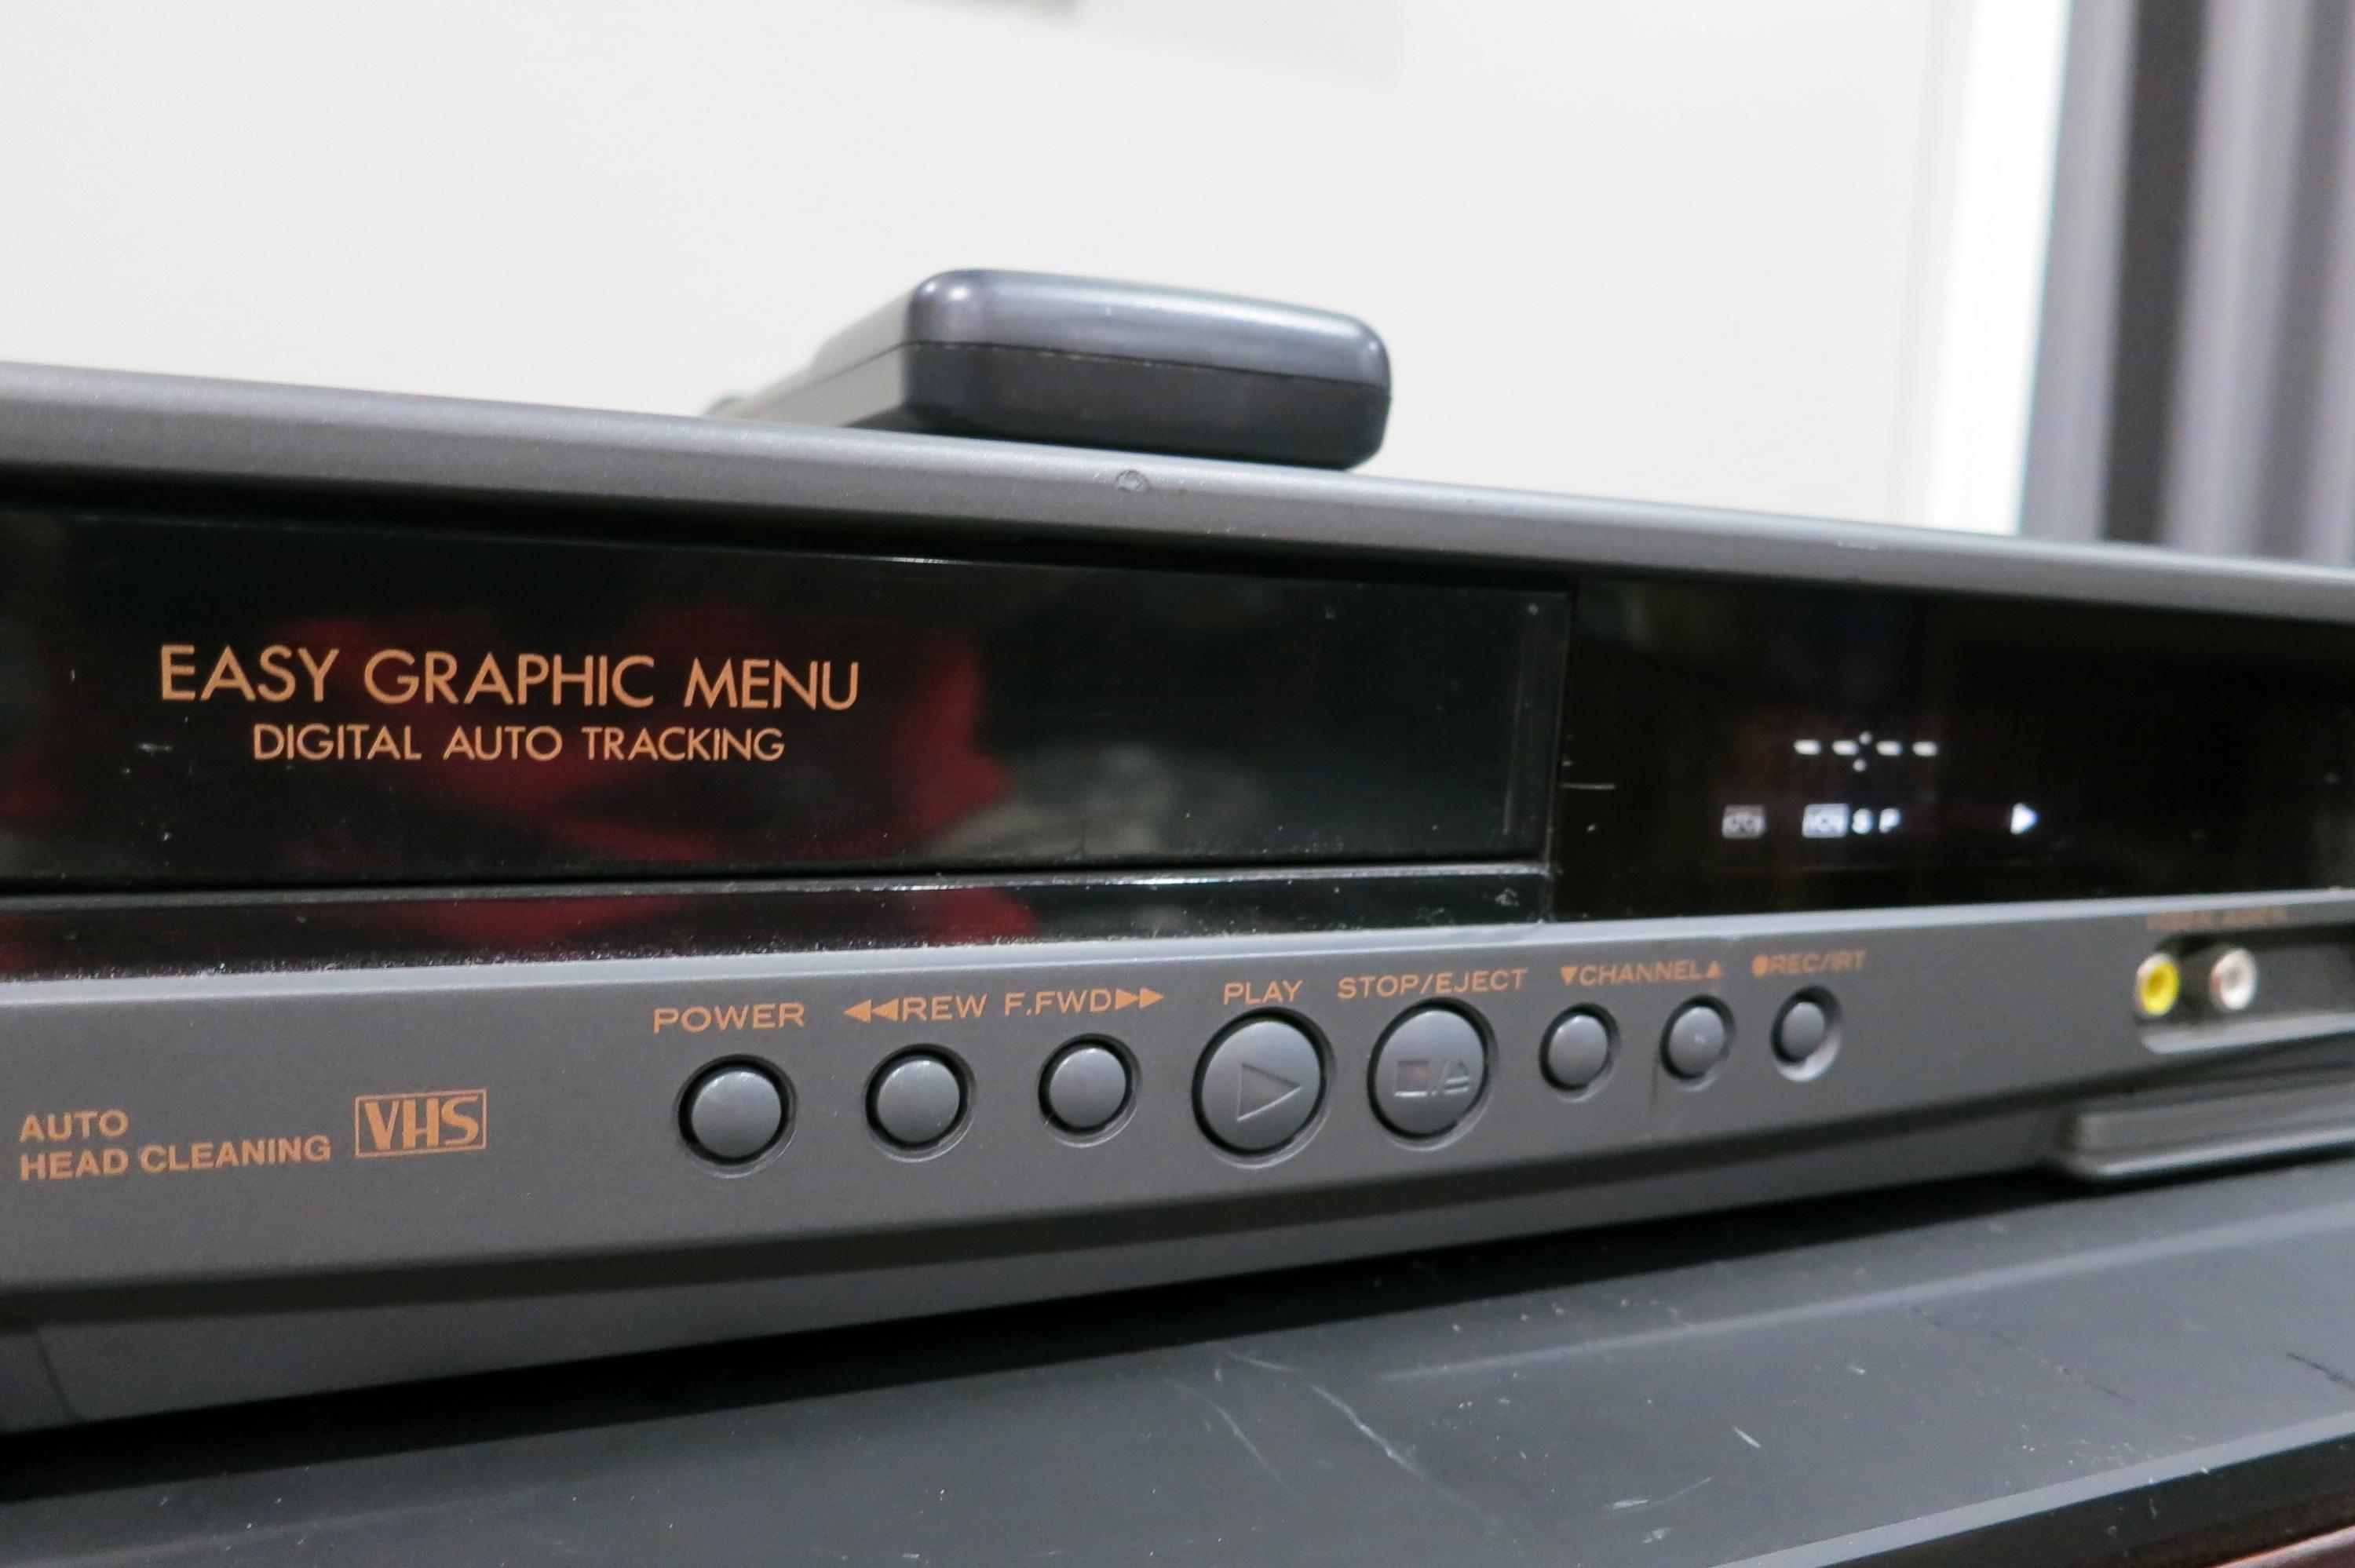 EASY GRAPHIC MENU
DIGITAL AUTO TRACKING
--:--
SP
POWER ◀◀REW F.FWD▶▶ PLAY STOP/EJECT ▼CHANNEL▲ ●REC/IRT
AUTO
HEAD CLEANING
VHS